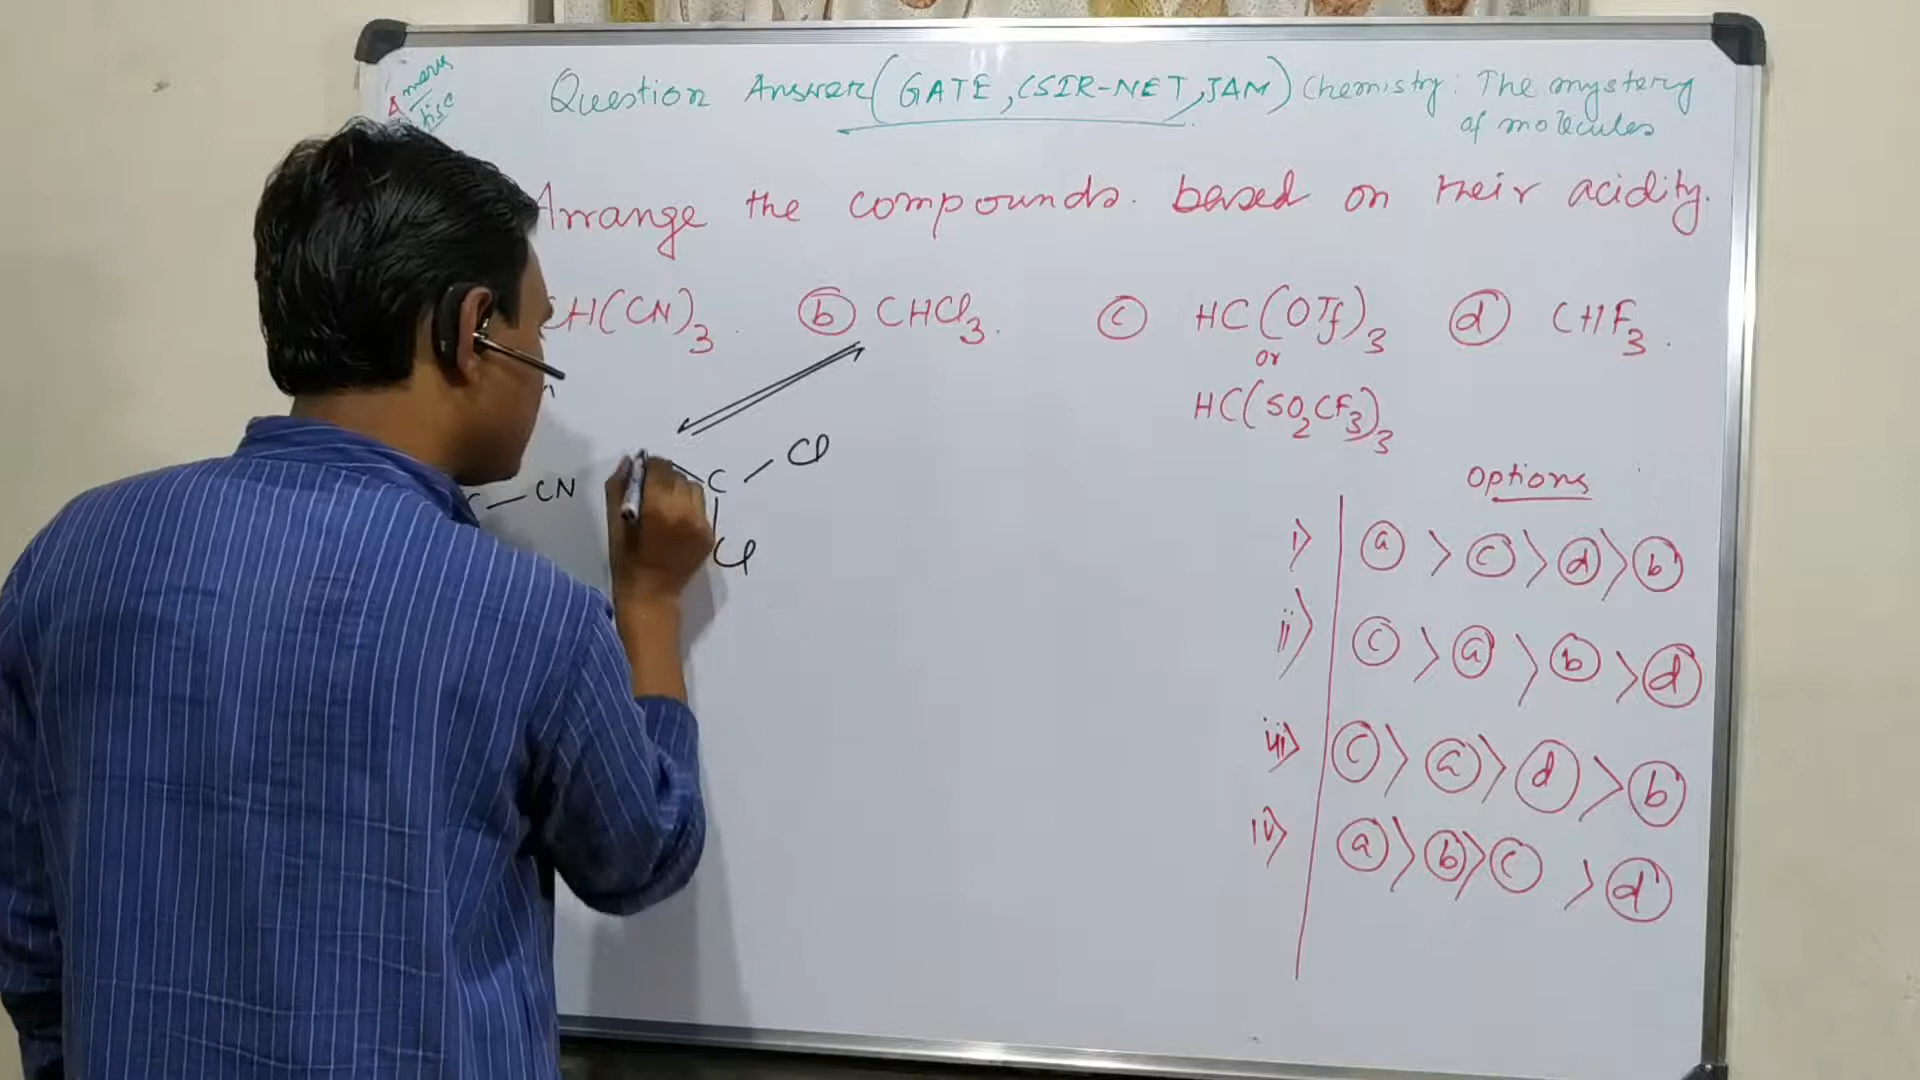 Question Answer (GATE, CSIR-NET, JAM) Chemistry: The mystery
of molecules
Arrange the compounds. based on their acidity.
CH(CN)3. ⓑ CHCl3. ⓒ HC(OTf)3 ⓓ CHF3.
or
HC(SO2CF3)3
C — Cl
C — CN
Cl
Options
i) ⓐ > ⓒ > ⓓ > ⓑ
ii) ⓒ > ⓐ > ⓑ > ⓓ
iii) ⓒ > ⓐ > ⓓ > ⓑ
iv) ⓐ > ⓑ > ⓒ > ⓓ